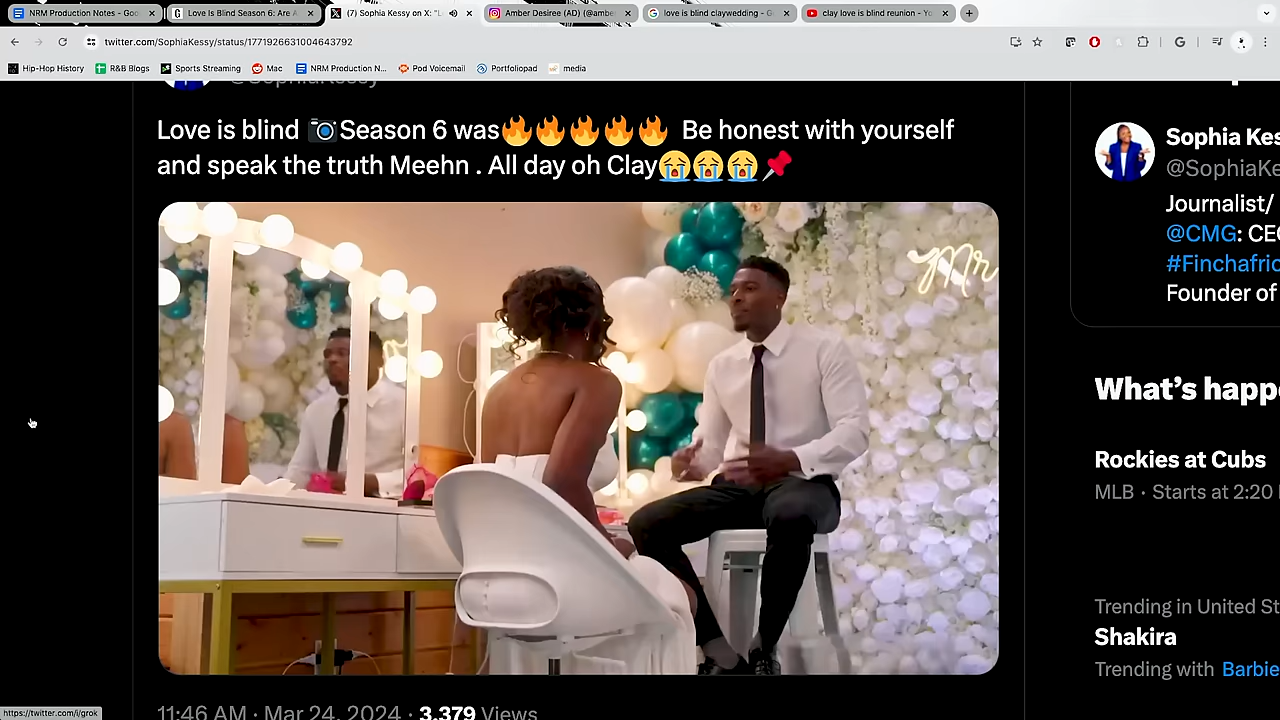 NRM Production Notes - Goo
Love Is Blind Season 6: Are A
(7) Sophia Kessy on X: "L
Amber Desiree (AD) (@ambe
love is blind claywedding - G
clay love is blind reunion - Yo
twitter.com/SophiaKessy/status/1771926631004643792
Hip-Hop History
R&B Blogs
Sports Streaming
Mac
NRM Production N...
Pod Voicemail
Portfoliopad
media
@SophiaKessy
Love is blind 📷Season 6 was🔥🔥🔥🔥🔥 Be honest with yourself
and speak the truth Meehn . All day oh Clay😭😭😭📌
Mr
11:46 AM · Mar 24, 2024 · 3,379 Views
Sophia Kes
@SophiaKe
Journalist/
@CMG: CE
#Finchafric
Founder of
What's happ
Rockies at Cubs
MLB · Starts at 2:20
Trending in United St
Shakira
Trending with Barbie
https://twitter.com/i/grok